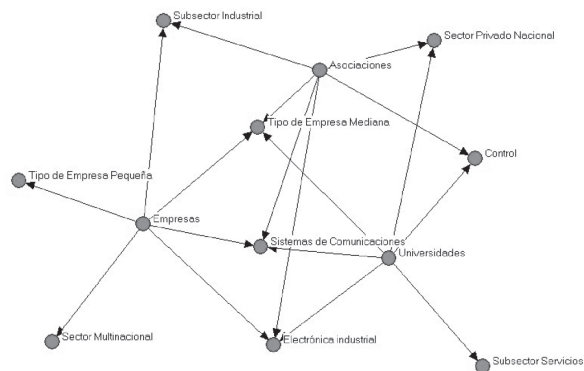 Subsector Industrial
Sector Privado Nacional
Asociaciones
Tipo de Empresa Mediana
Control
Tipo de Empresa Pequeña
Empresas
Sistemas de Comunicaciones
Universidades
Sector Multinacional
Electrónica industrial
Subsector Servicios